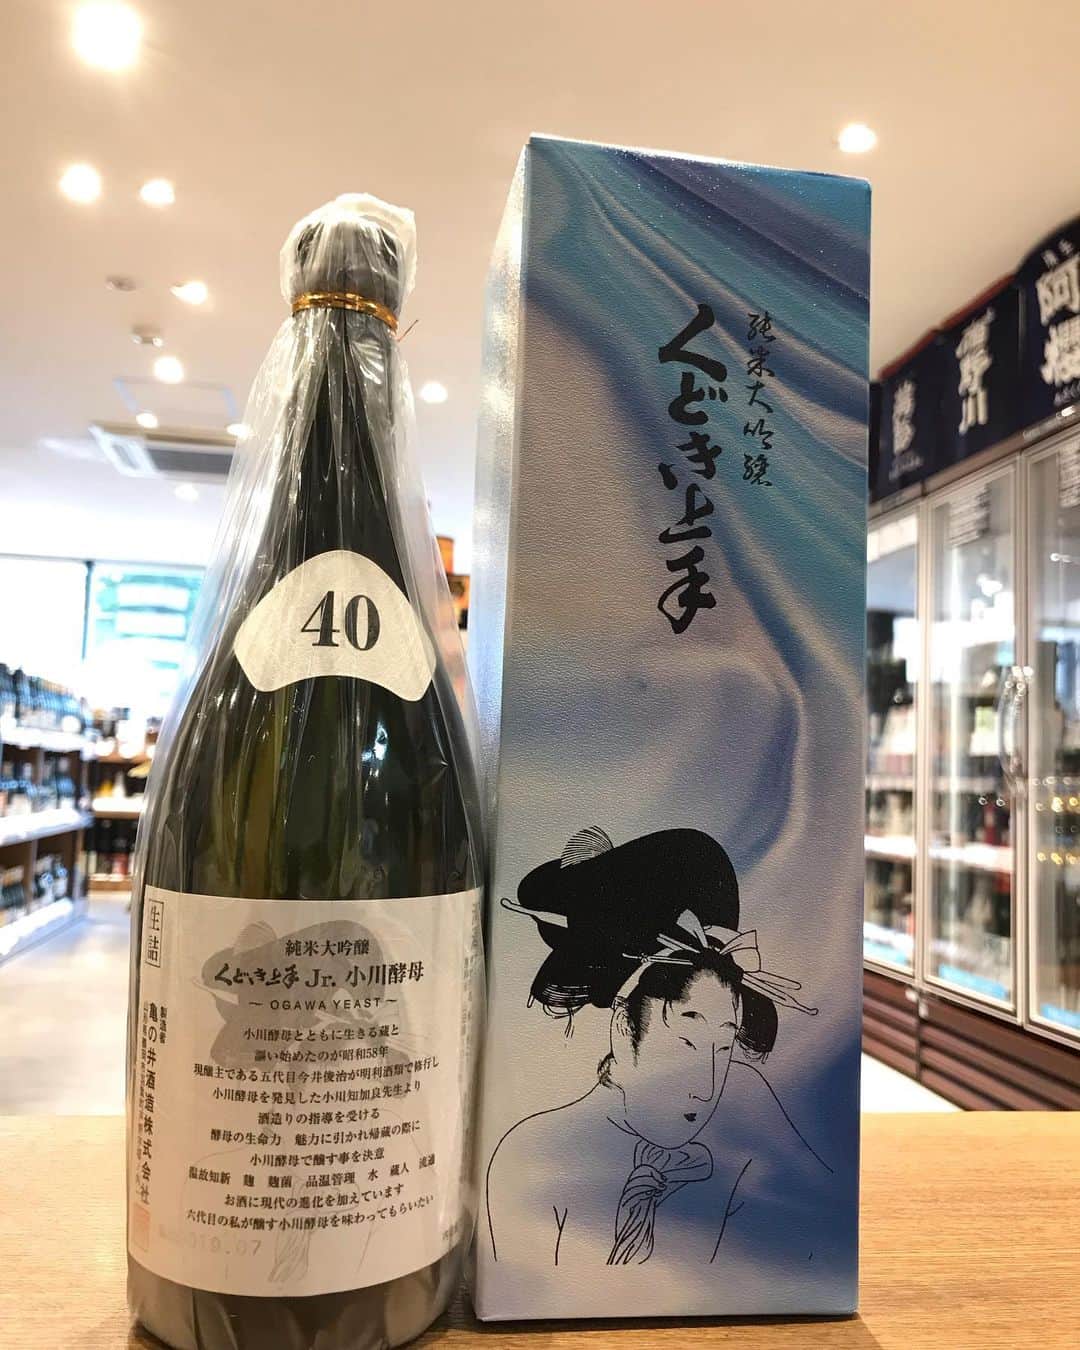 40
生詰
純米大吟醸
くどき上手 Jr. 小川酵母
～ OGAWA YEAST ～
小川酵母とともに生きる蔵と
謳い始めたのが昭和58年
現醸主である五代目今井俊治が明利酒類で修行し
小川酵母を発見した小川知加良先生より
酒造りの指導を受ける
酵母の生命力　魅力に引かれ帰蔵の際に
小川酵母で醸す事を決意
温故知新　麹　麹菌　品温管理　水　蔵人　流通
お酒に現代の進化を加えています
六代目の私が醸す小川酵母を味わってもらいたい
製造者
亀の井酒造株式会社
19.07
純米大吟醸
くどき上手
阿櫻